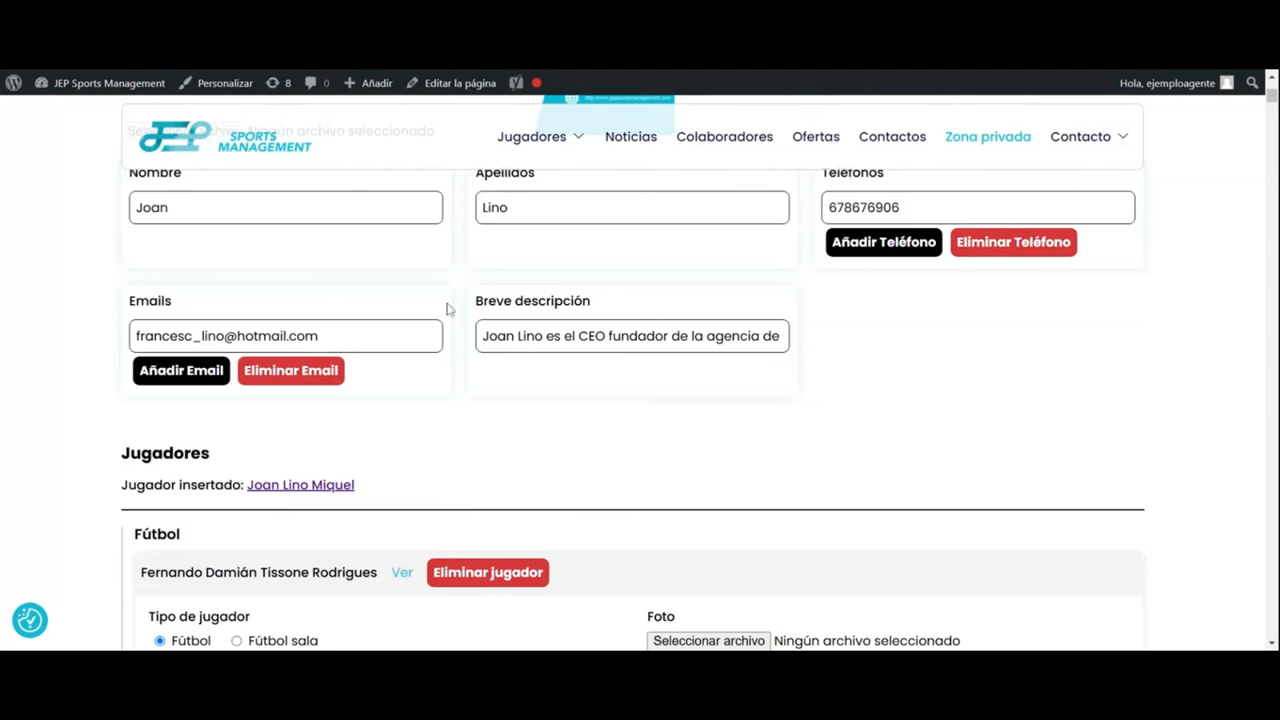 JEP Sports Management
Personalizar
8
0
Añadir
Editar la página
Hola, ejemploagente
JEP SPORTS MANAGEMENT
Jugadores
Noticias
Colaboradores
Ofertas
Contactos
Zona privada
Contacto
Ningún archivo seleccionado
Nombre
Apellidos
Teléfonos
Joan
Lino
678676906
Añadir Teléfono
Eliminar Teléfono
Emails
Breve descripción
francesc_lino@hotmail.com
Joan Lino es el CEO fundador de la agencia de
Añadir Email
Eliminar Email
Jugadores
Jugador insertado: Joan Lino Miquel
Fútbol
Fernando Damián Tissone Rodrigues
Ver
Eliminar jugador
Tipo de jugador
Foto
Fútbol
Fútbol sala
Seleccionar archivo
Ningún archivo seleccionado